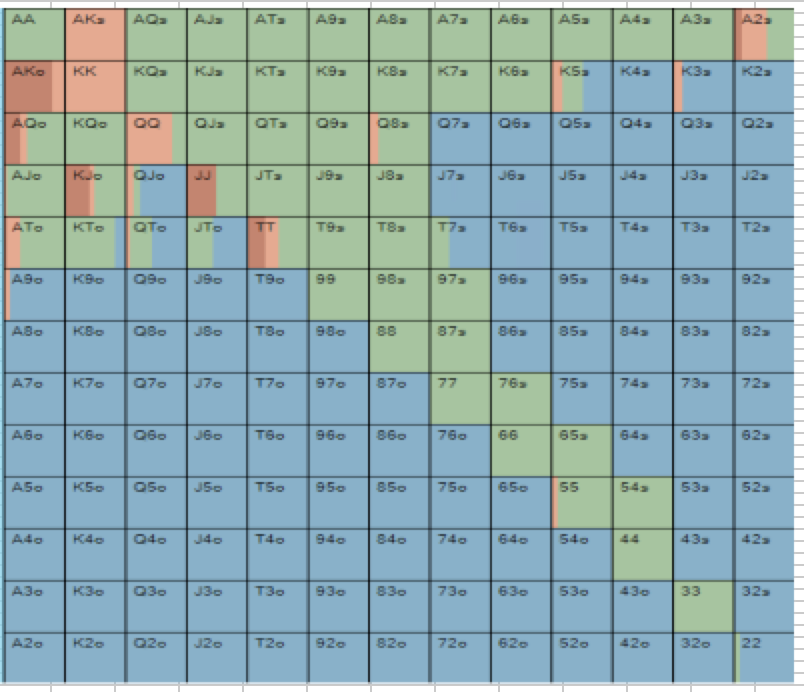 AA AKs AQs AJs ATs A9s A8s A7s A6s A5s A4s A3s A2s
AKo KK KQs KJs KTs K9s K8s K7s K6s K5s K4s K3s K2s
AQo KQo QQ QJs QTs Q9s Q8s Q7s Q6s Q5s Q4s Q3s Q2s
AJo KJo QJo JJ JTs J9s J8s J7s J6s J5s J4s J3s J2s
ATo KTo QTo JTo TT T9s T8s T7s T6s T5s T4s T3s T2s
A9o K9o Q9o J9o T9o 99 98s 97s 96s 95s 94s 93s 92s
A8o K8o Q8o J8o T8o 98o 88 87s 86s 85s 84s 83s 82s
A7o K7o Q7o J7o T7o 97o 87o 77 76s 75s 74s 73s 72s
A6o K6o Q6o J6o T6o 96o 86o 76o 66 65s 64s 63s 62s
A5o K5o Q5o J5o T5o 95o 85o 75o 65o 55 54s 53s 52s
A4o K4o Q4o J4o T4o 94o 84o 74o 64o 54o 44 43s 42s
A3o K3o Q3o J3o T3o 93o 83o 73o 63o 53o 43o 33 32s
A2o K2o Q2o J2o T2o 92o 82o 72o 62o 52o 42o 32o 22